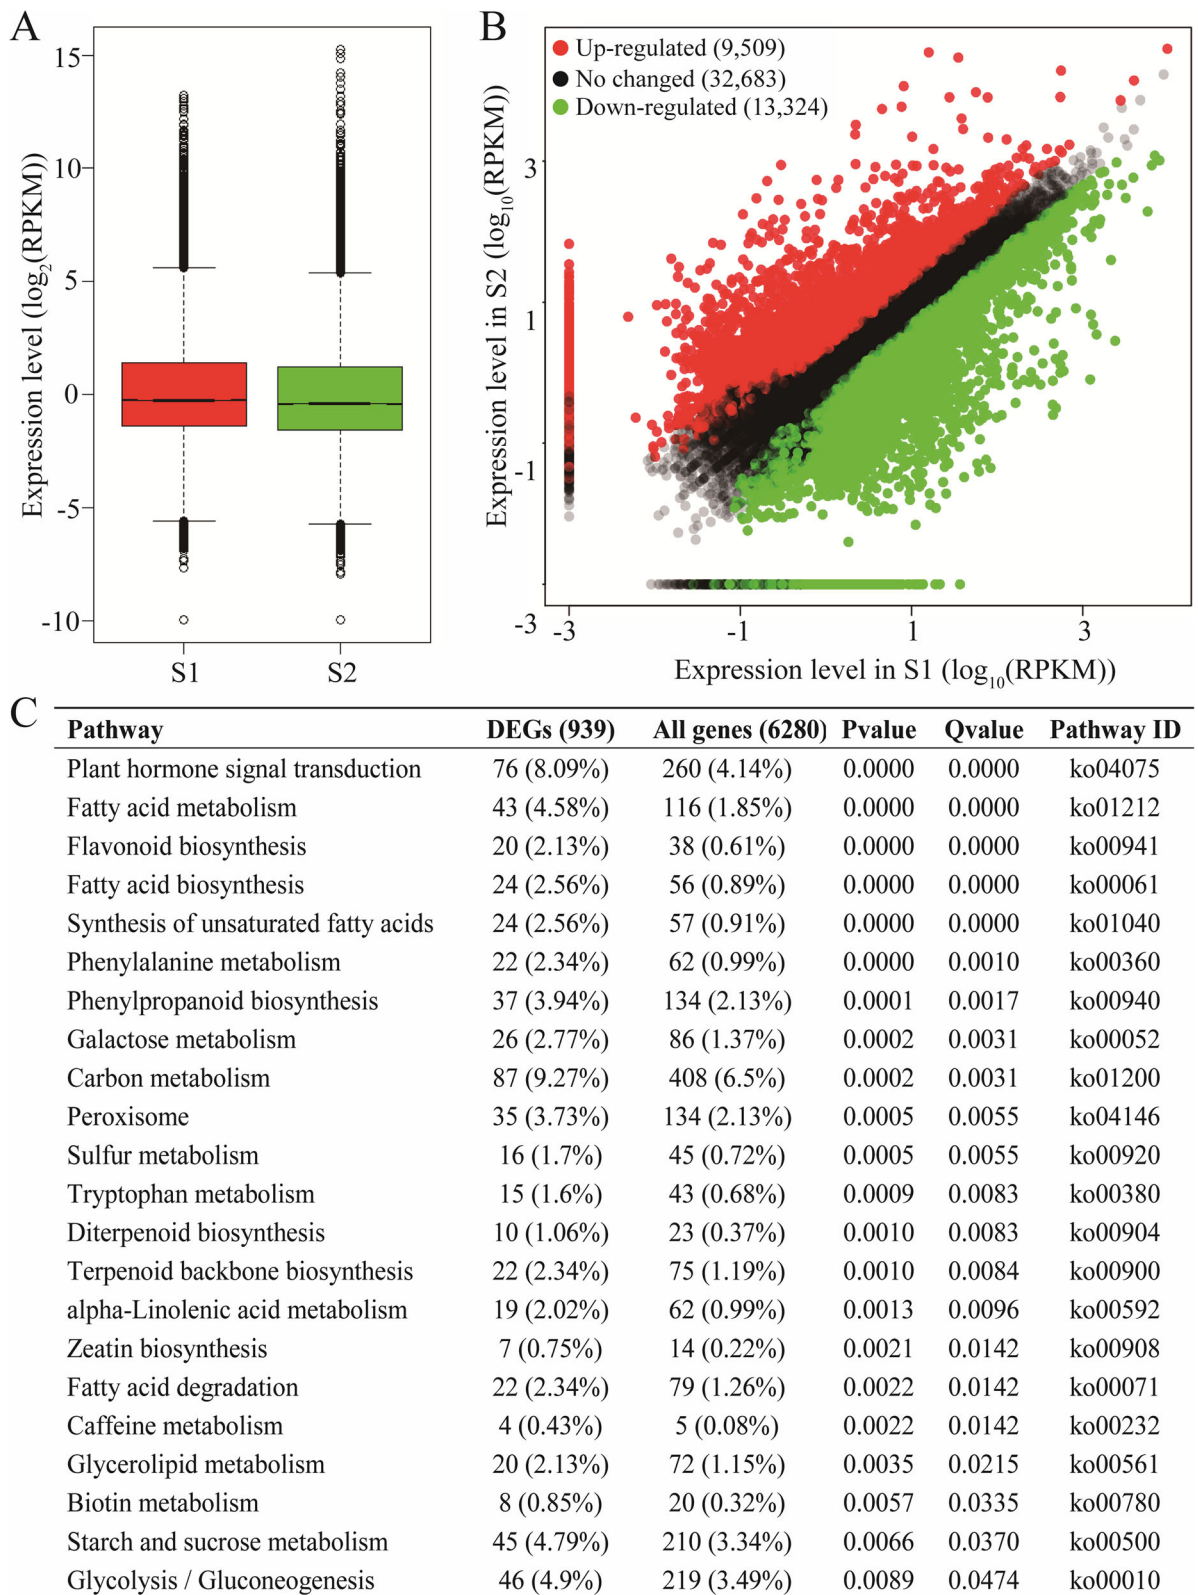 A
15
10
5
0
-5
-10
Expression level (log2(RPKM))
S1
S2
B
Up-regulated (9,509)
No changed (32,683)
Down-regulated (13,324)
3
1
-1
-3
Expression level in S2 (log10(RPKM))
-3
-1
1
3
Expression level in S1 (log10(RPKM))
C
Pathway DEGs (939) All genes (6280) Pvalue Qvalue Pathway ID
Plant hormone signal transduction 76 (8.09%) 260 (4.14%) 0.0000 0.0000 ko04075
Fatty acid metabolism 43 (4.58%) 116 (1.85%) 0.0000 0.0000 ko01212
Flavonoid biosynthesis 20 (2.13%) 38 (0.61%) 0.0000 0.0000 ko00941
Fatty acid biosynthesis 24 (2.56%) 56 (0.89%) 0.0000 0.0000 ko00061
Synthesis of unsaturated fatty acids 24 (2.56%) 57 (0.91%) 0.0000 0.0000 ko01040
Phenylalanine metabolism 22 (2.34%) 62 (0.99%) 0.0000 0.0010 ko00360
Phenylpropanoid biosynthesis 37 (3.94%) 134 (2.13%) 0.0001 0.0017 ko00940
Galactose metabolism 26 (2.77%) 86 (1.37%) 0.0002 0.0031 ko00052
Carbon metabolism 87 (9.27%) 408 (6.5%) 0.0002 0.0031 ko01200
Peroxisome 35 (3.73%) 134 (2.13%) 0.0005 0.0055 ko04146
Sulfur metabolism 16 (1.7%) 45 (0.72%) 0.0005 0.0055 ko00920
Tryptophan metabolism 15 (1.6%) 43 (0.68%) 0.0009 0.0083 ko00380
Diterpenoid biosynthesis 10 (1.06%) 23 (0.37%) 0.0010 0.0083 ko00904
Terpenoid backbone biosynthesis 22 (2.34%) 75 (1.19%) 0.0010 0.0084 ko00900
alpha-Linolenic acid metabolism 19 (2.02%) 62 (0.99%) 0.0013 0.0096 ko00592
Zeatin biosynthesis 7 (0.75%) 14 (0.22%) 0.0021 0.0142 ko00908
Fatty acid degradation 22 (2.34%) 79 (1.26%) 0.0022 0.0142 ko00071
Caffeine metabolism 4 (0.43%) 5 (0.08%) 0.0022 0.0142 ko00232
Glycerolipid metabolism 20 (2.13%) 72 (1.15%) 0.0035 0.0215 ko00561
Biotin metabolism 8 (0.85%) 20 (0.32%) 0.0057 0.0335 ko00780
Starch and sucrose metabolism 45 (4.79%) 210 (3.34%) 0.0066 0.0370 ko00500
Glycolysis / Gluconeogenesis 46 (4.9%) 219 (3.49%) 0.0089 0.0474 ko00010